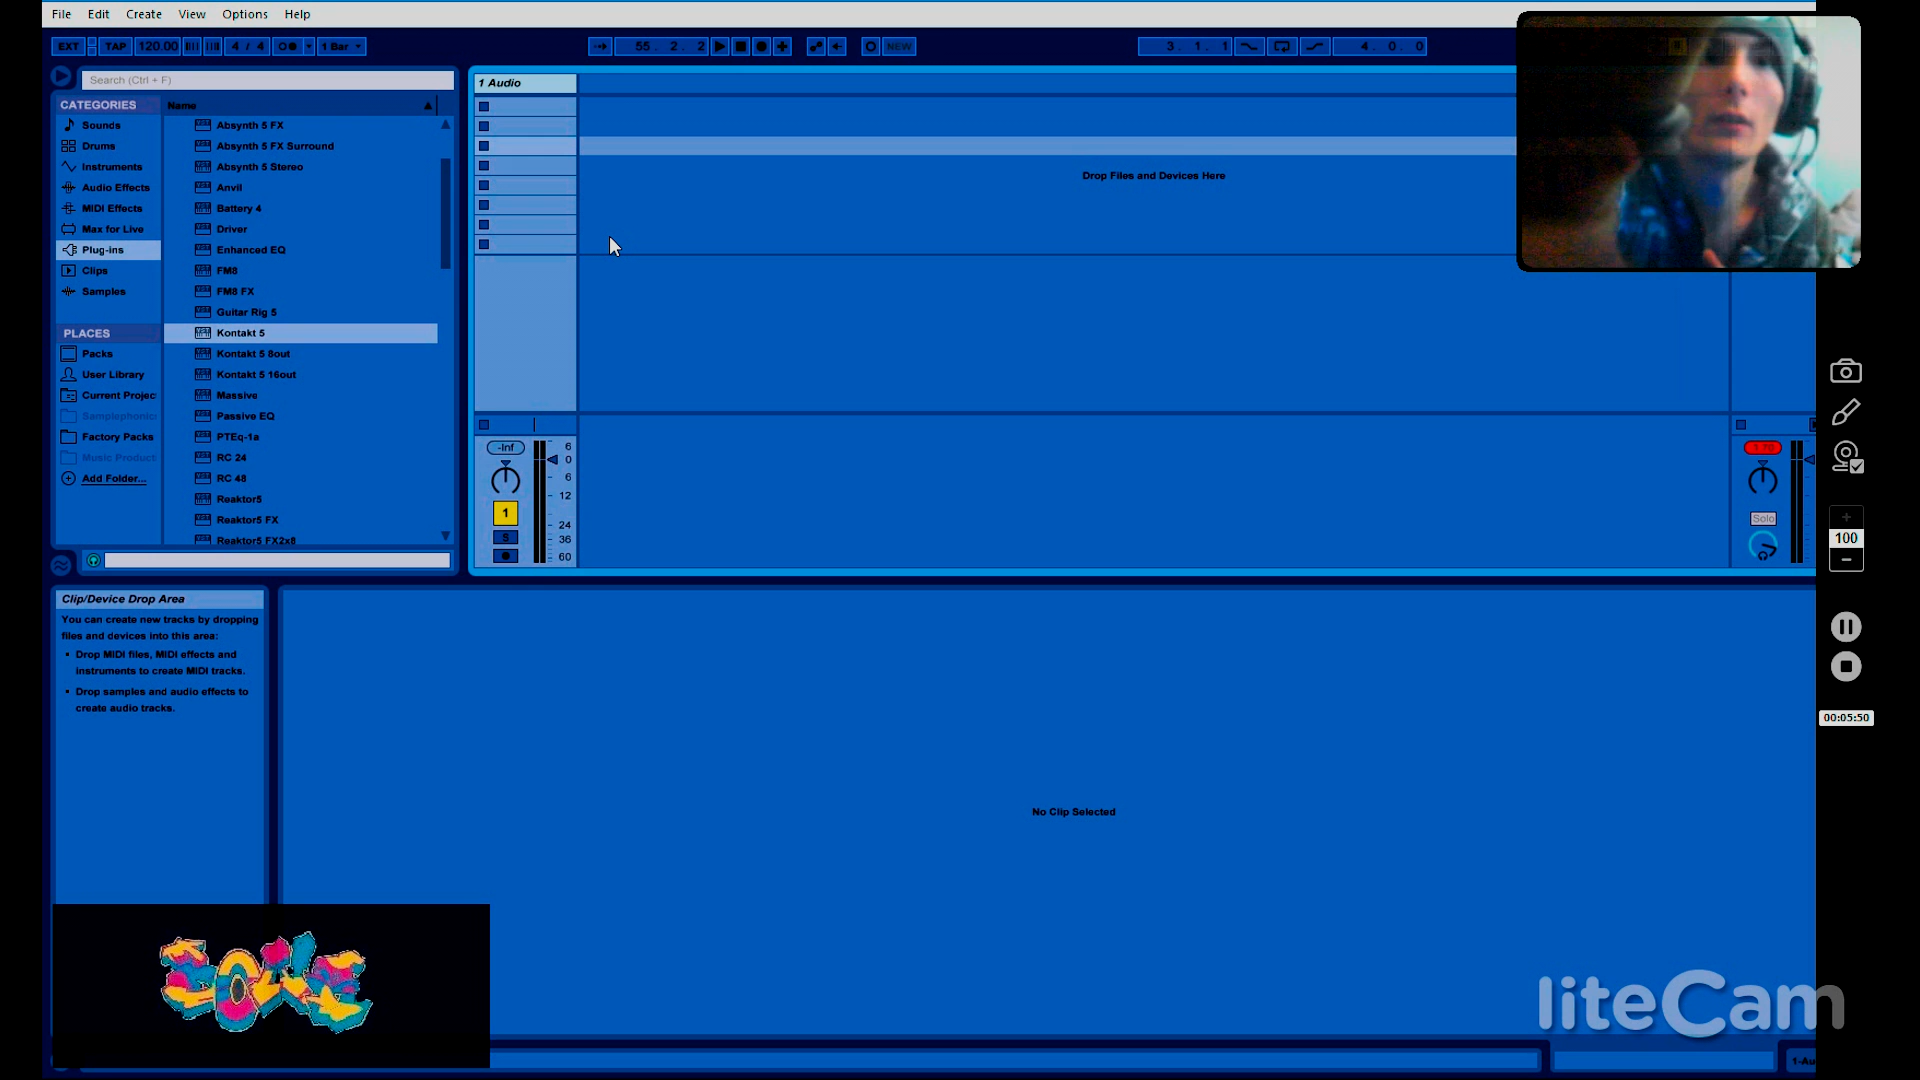 File Edit Create View Options Help
EXT TAP 120.00 4 / 4 1 Bar 55. 2. 2 NEW 3. 1. 1 4. 0. 0
Search (Ctrl + F)
CATEGORIES
Sounds
Drums
Instruments
Audio Effects
MIDI Effects
Max for Live
Plug-ins
Clips
Samples
PLACES
Packs
User Library
Current Projec
Samplephonic
Factory Packs
Music Product
Add Folder...
Name
Absynth 5 FX
Absynth 5 FX Surround
Absynth 5 Stereo
Anvil
Battery 4
Driver
Enhanced EQ
FM8
FM8 FX
Guitar Rig 5
Kontakt 5
Kontakt 5 8out
Kontakt 5 16out
Massive
Passive EQ
PTEq-1a
RC 24
RC 48
Reaktor5
Reaktor5 FX
Reaktor5 FX2x8
1 Audio
Drop Files and Devices Here
-Inf
6
0
6
12
24
36
60
1
S
Solo
100
00:05:50
Clip/Device Drop Area
You can create new tracks by dropping
files and devices into this area:
▪ Drop MIDI files, MIDI effects and
instruments to create MIDI tracks.
▪ Drop samples and audio effects to
create audio tracks.
No Clip Selected
liteCam
1-Au